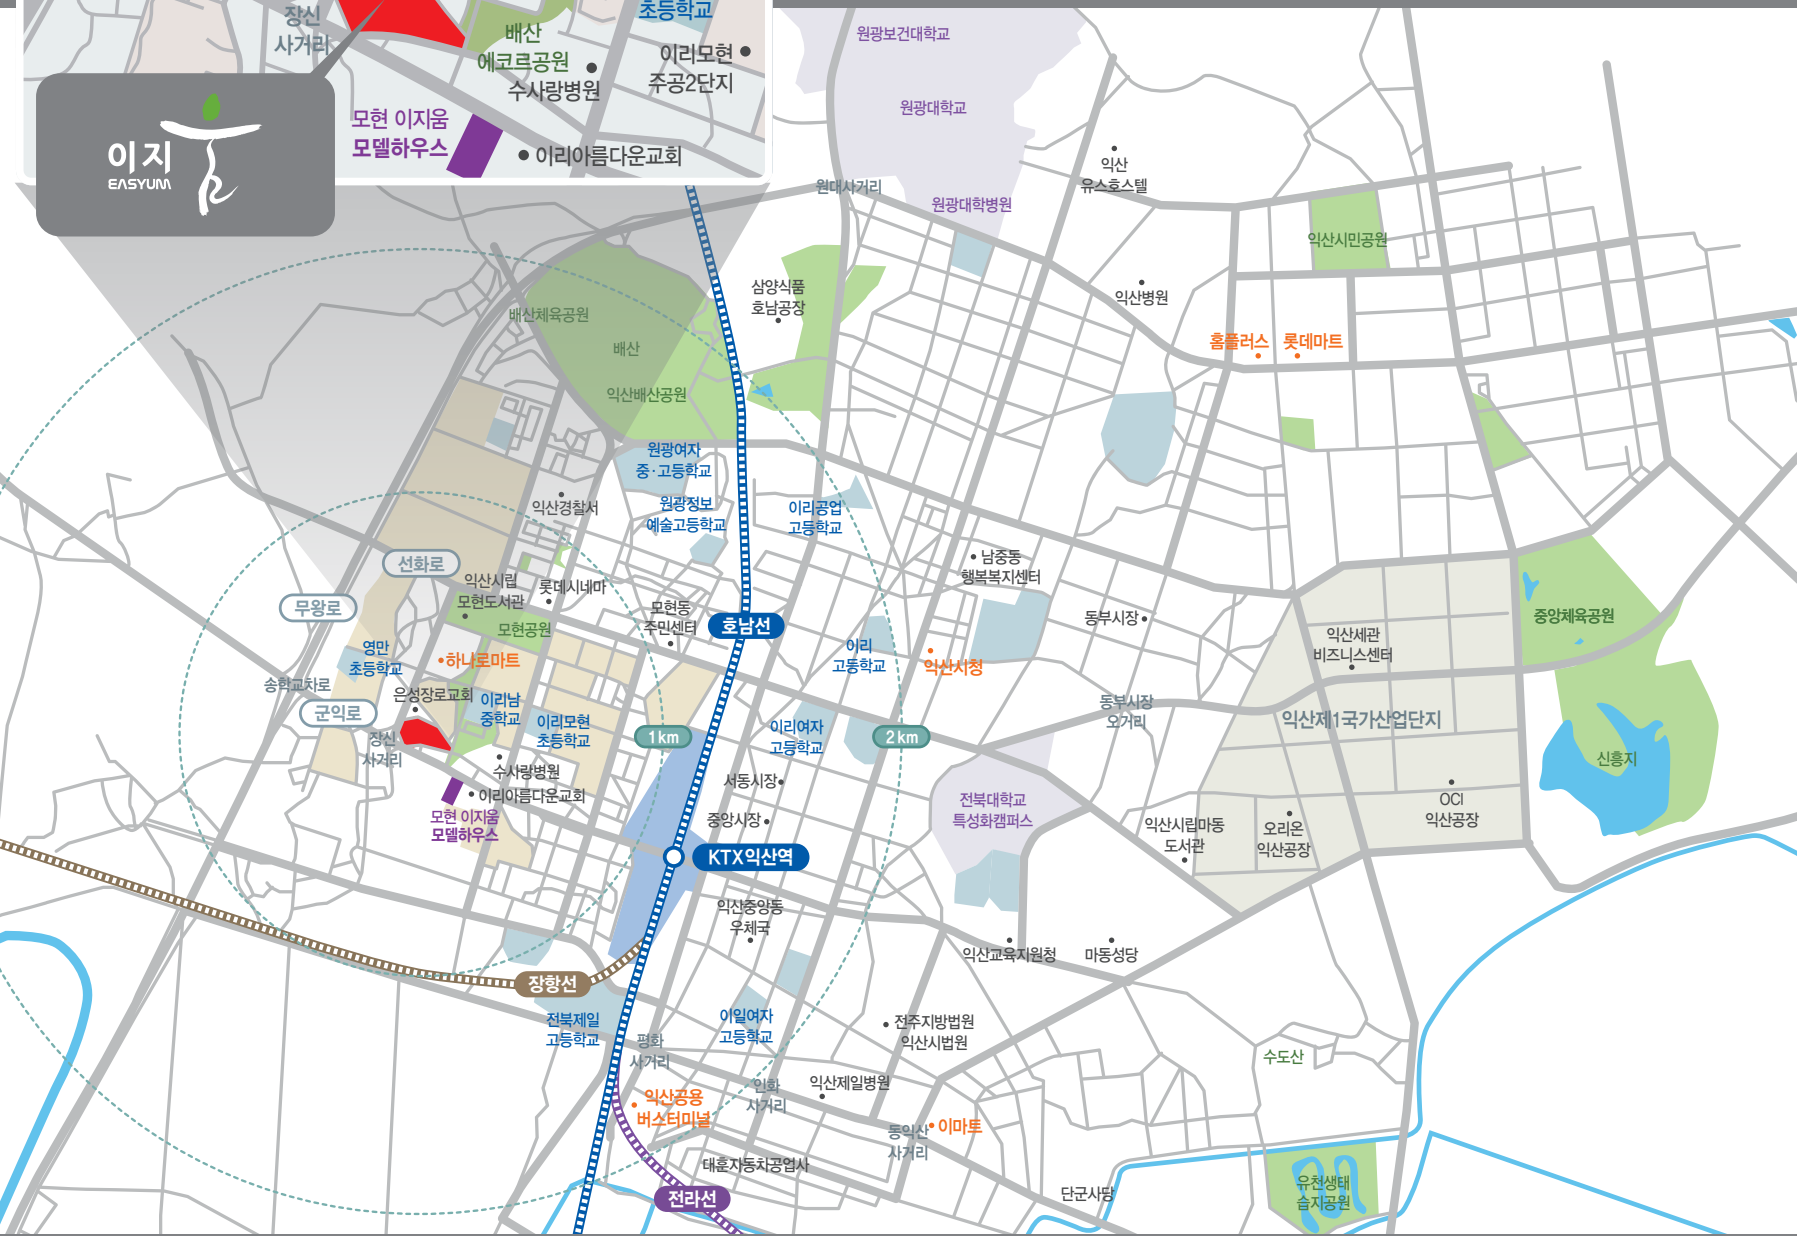 장신
사거리
초등학교
배산
에코르공원
수사랑병원
이리모현
주공2단지
모현 이지움
모델하우스
이리아름다운교회
이지움
EASYUM
원광보건대학교
원광대학교
원대사거리
원광대학병원
익산
유스호스텔
익산시민공원
익산병원
홈플러스
롯데마트
삼양식품
호남공장
배산체육공원
배산
익산배산공원
원광여자
중·고등학교
원광정보
예술고등학교
이리공업
고등학교
익산경찰서
선화로
무왕로
익산시립
모현도서관
롯데시네마
모현공원
모현동
주민센터
호남선
남중동
행복복지센터
동부시장
중앙체육공원
익산세관
비즈니스센터
영만
초등학교
하나로마트
이리
고등학교
익산시청
송학교차로
은성장로교회
군익로
이리남
중학교
이리모현
초등학교
1km
이리여자
고등학교
2km
동부시장
오거리
익산제1국가산업단지
장신
사거리
수사랑병원
이리아름다운교회
모현 이지움
모델하우스
서동시장
중앙시장
KTX익산역
전북대학교
특성화캠퍼스
익산시립마동
도서관
오리온
익산공장
OCI
익산공장
신흥지
익산중앙동
우체국
익산교육지원청
마동성당
장항선
전북제일
고등학교
평화
사거리
이일여자
고등학교
전주지방법원
익산시법원
수도산
익산공용
버스터미널
인화
사거리
익산제일병원
동익산
사거리
이마트
대훈자동차공업사
전라선
단군사당
유천생태
습지공원